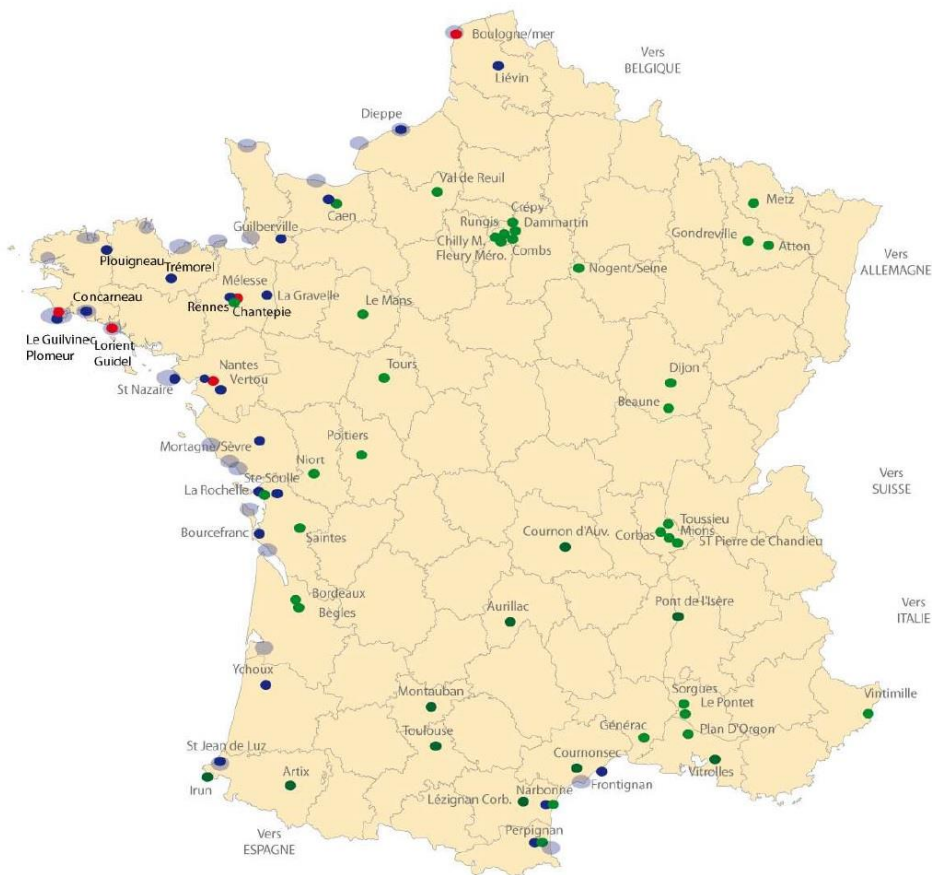 Boulogne/mer
Vers
BELGIQUE
Liévin
Dieppe
Val de Reuil
Metz
Caen
Crépy
Rungis
Dammartin
Guilberville
Gondreville
Chilly M.
Atton
Fleury Méro.
Combs
Vers
ALLEMAGNE
Plouigneau
Trémorel
Nogent/Seine
Mélesse
La Gravelle
Concarneau
Le Mans
Rennes
Chantepie
Le Guilvinec
Lorient
Plomeur
Guidel
Nantes
Tours
Dijon
Vertou
St Nazaire
Beaune
Poitiers
Mortagne/Sèvre
Niort
Ste Soulle
Vers
SUISSE
La Rochelle
Toussieu
Cournon d'Auv.
Mions
Bourcefranc
Saintes
Corbas
ST Pierre de Chandieu
Bordeaux
Aurillac
Pont de l'Isère
Vers
ITALIE
Bègles
Ychoux
Montauban
Sorgues
Vintimille
Le Pontet
Toulouse
Générac
Plan D'Orgon
St Jean de Luz
Cournonsec
Vitrolles
Irun
Artix
Frontignan
Lézignan Corb.
Narbonne
Vers
ESPAGNE
Perpignan